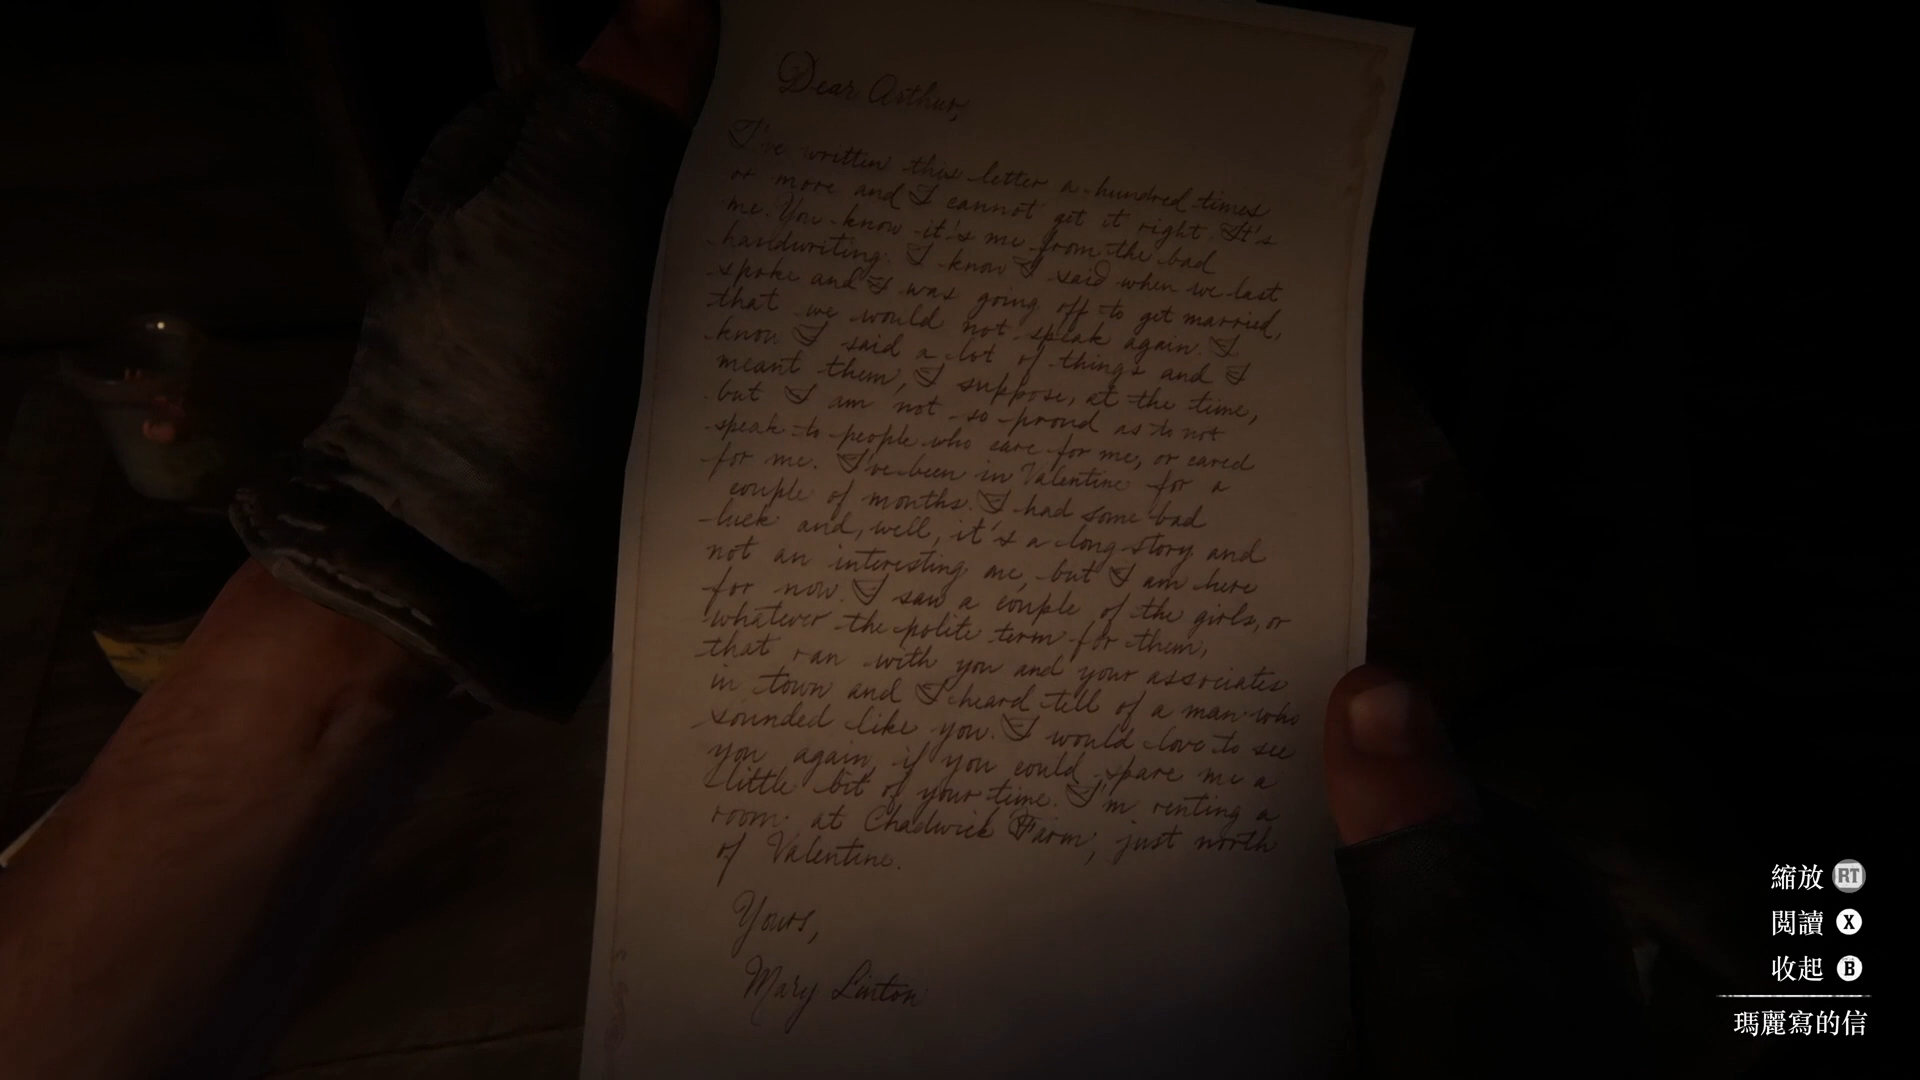 Dear Arthur,
I've written this letter a hundred times
or more and I cannot get it right. It's
me. You know it's me from the bad
handwriting. I know I said when we last
spoke and I was going off to get married,
that we would not speak again. I
know I said a lot of things and I
meant them, I suppose, at the time,
but I am not so proud as to not
speak to people who care for me, or cared
for me. I've been in Valentine for a
couple of months. I had some bad
luck and, well, it's a long story and
not an interesting one, but I am here
for now. I saw a couple of the girls, or
whatever the polite term for them,
that ran with you and your associates
in town and I heard tell of a man who
sounded like you. I would love to see
you again, if you could spare me a
little bit of your time. I'm renting a
room at Chadwick Farm, just north
of Valentine.
Yours,
Mary Linton
縮放 RT
閱讀 X
收起 B
瑪麗寫的信